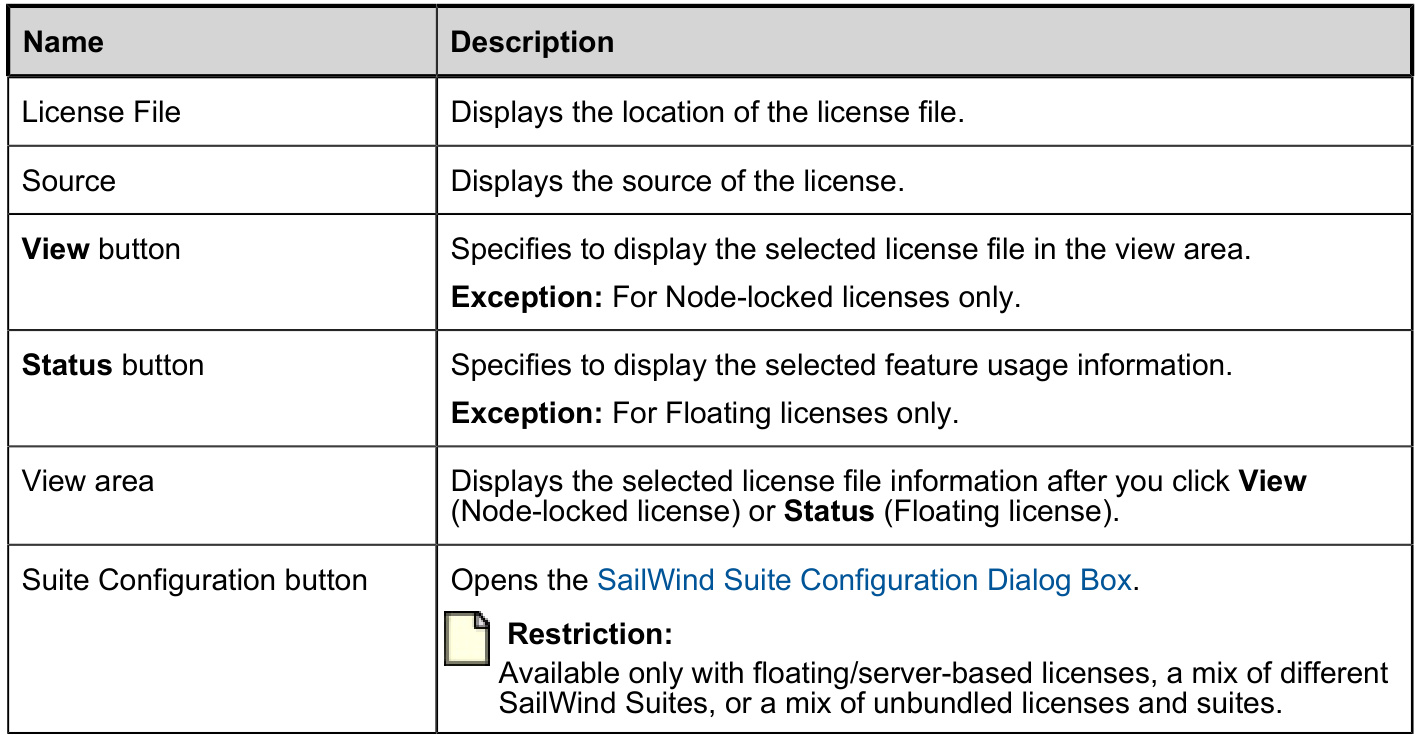 Name Description
License File Displays the location of the license file.
Source Displays the source of the license.
View button Specifies to display the selected license file in the view area.
Exception: For Node-locked licenses only.
Status button Specifies to display the selected feature usage information.
Exception: For Floating licenses only.
View area Displays the selected license file information after you click View
(Node-locked license) or Status (Floating license).
Suite Configuration button Opens the SailWind Suite Configuration Dialog Box.
Restriction:
Available only with floating/server-based licenses, a mix of different
SailWind Suites, or a mix of unbundled licenses and suites.